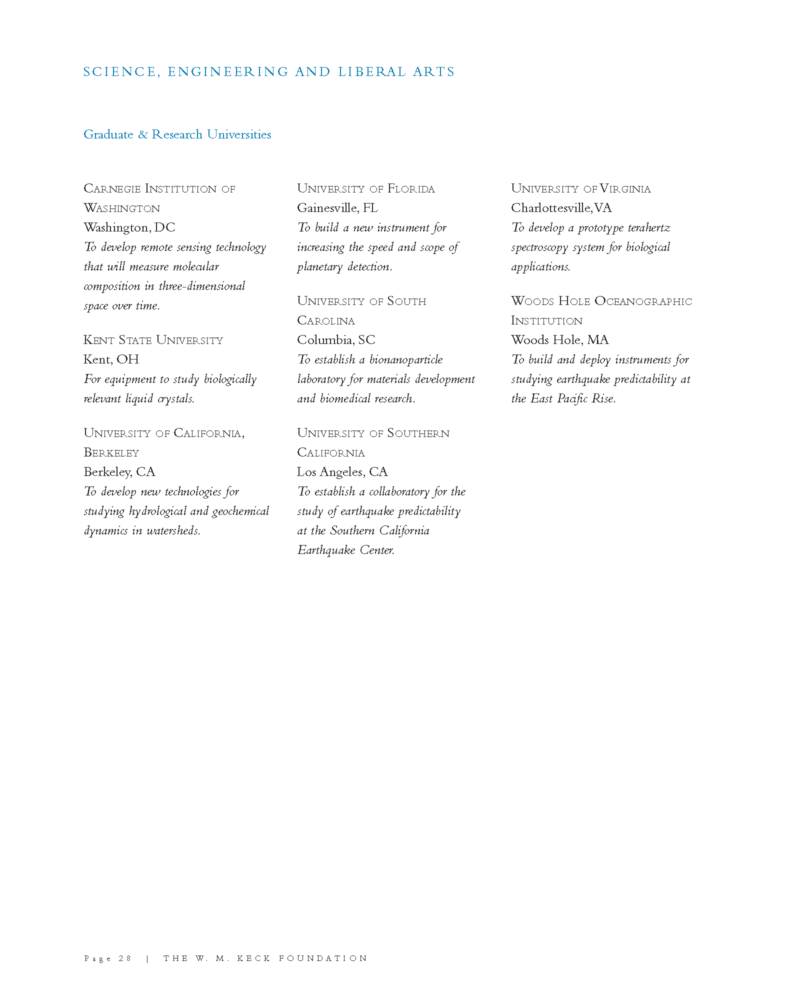 SCIENCE, ENGINEERING AND LIBERAL ARTS
Graduate & Research Universities
CARNEGIE INSTITUTION OF
WASHINGTON
Washington, DC
To develop remote sensing technology
that will measure molecular
composition in three-dimensional
space over time.
KENT STATE UNIVERSITY
Kent, OH
For equipment to study biologically
relevant liquid crystals.
UNIVERSITY OF CALIFORNIA,
BERKELEY
Berkeley, CA
To develop new technologies for
studying hydrological and geochemical
dynamics in watersheds.
UNIVERSITY OF FLORIDA
Gainesville, FL
To build a new instrument for
increasing the speed and scope of
planetary detection.
UNIVERSITY OF SOUTH
CAROLINA
Columbia, SC
To establish a bionanoparticle
laboratory for materials development
and biomedical research.
UNIVERSITY OF SOUTHERN
CALIFORNIA
Los Angeles, CA
To establish a collaboratory for the
study of earthquake predictability
at the Southern California
Earthquake Center.
UNIVERSITY OF VIRGINIA
Charlottesville, VA
To develop a prototype terahertz
spectroscopy system for biological
applications.
WOODS HOLE OCEANOGRAPHIC
INSTITUTION
Woods Hole, MA
To build and deploy instruments for
studying earthquake predictability at
the East Pacific Rise.
Page 28 | THE W. M. KECK FOUNDATION